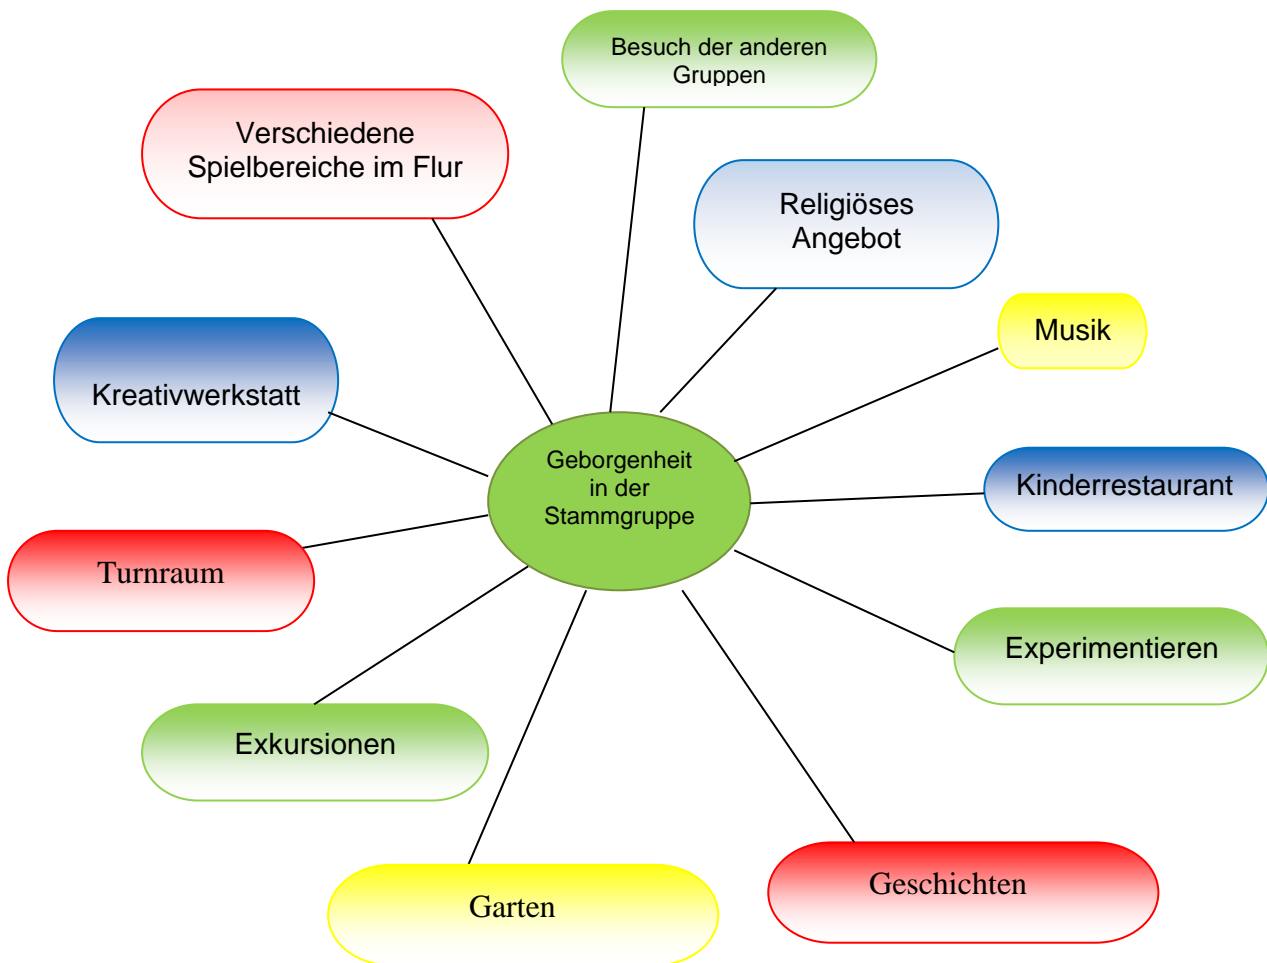 Besuch der anderen
Gruppen
Verschiedene
Spielbereiche im Flur
Religiöses
Angebot
Musik
Kreativwerkstatt
Geborgenheit
in der
Stammgruppe
Kinderrestaurant
Turnraum
Experimentieren
Exkursionen
Geschichten
Garten